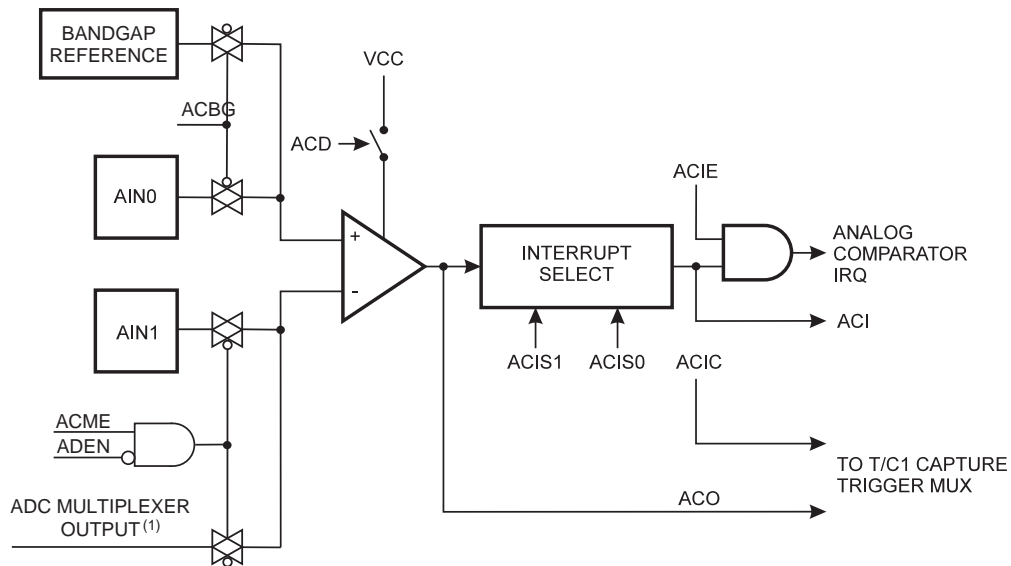 BANDGAP
REFERENCE
VCC
ACBG
ACD
AIN0
ACIE
+
-
INTERRUPT
SELECT
ANALOG
COMPARATOR
IRQ
AIN1
ACI
ACIS1
ACIS0
ACIC
ACME
ADEN
TO T/C1 CAPTURE
TRIGGER MUX
ADC MULTIPLEXER
OUTPUT(1)
ACO